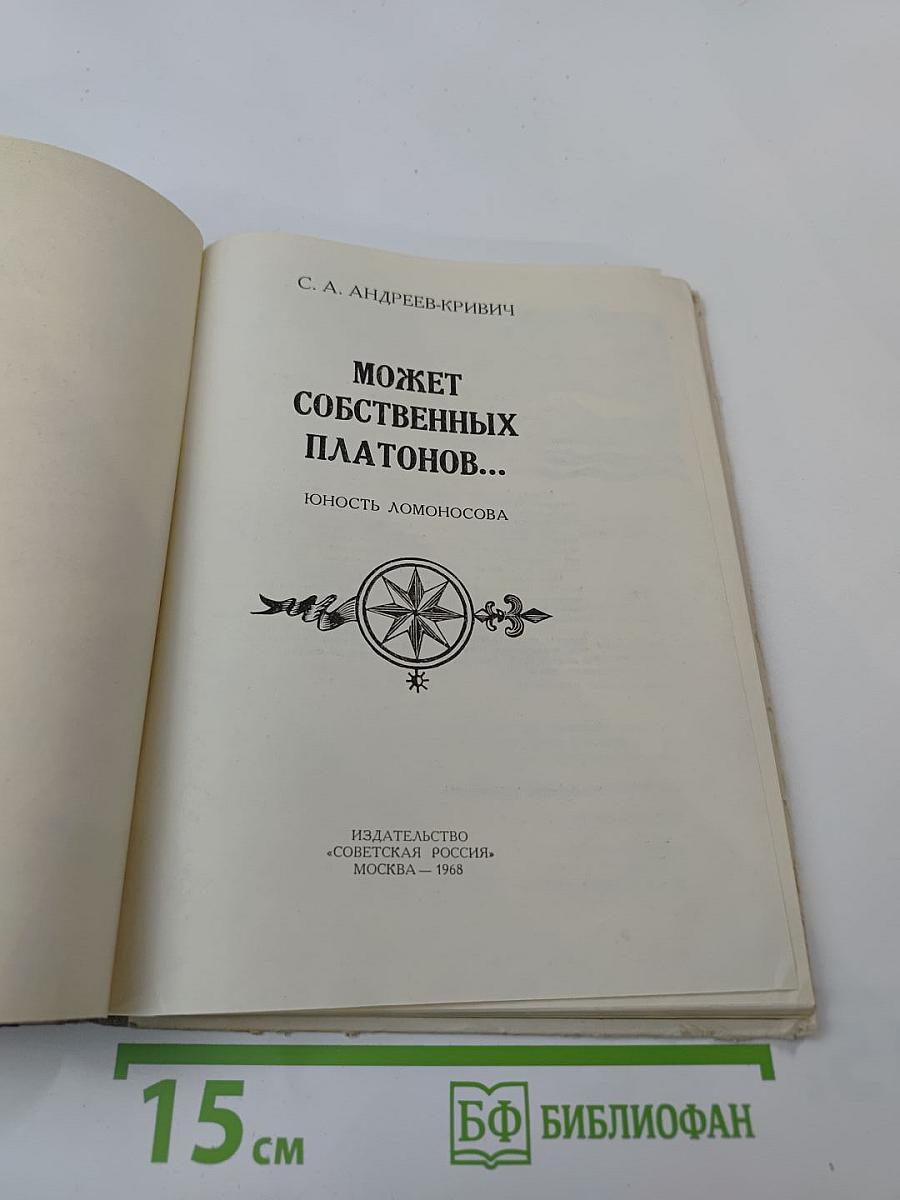 С. А. АНДРЕЕВ-КРИВИЧ
МОЖЕТ
СОБСТВЕННЫХ
ПЛАТОНОВ...
ЮНОСТЬ ЛОМОНОСОВА
ИЗДАТЕЛЬСТВО
«СОВЕТСКАЯ РОССИЯ»
МОСКВА — 1968
15 см
БФ БИБЛИОФАН